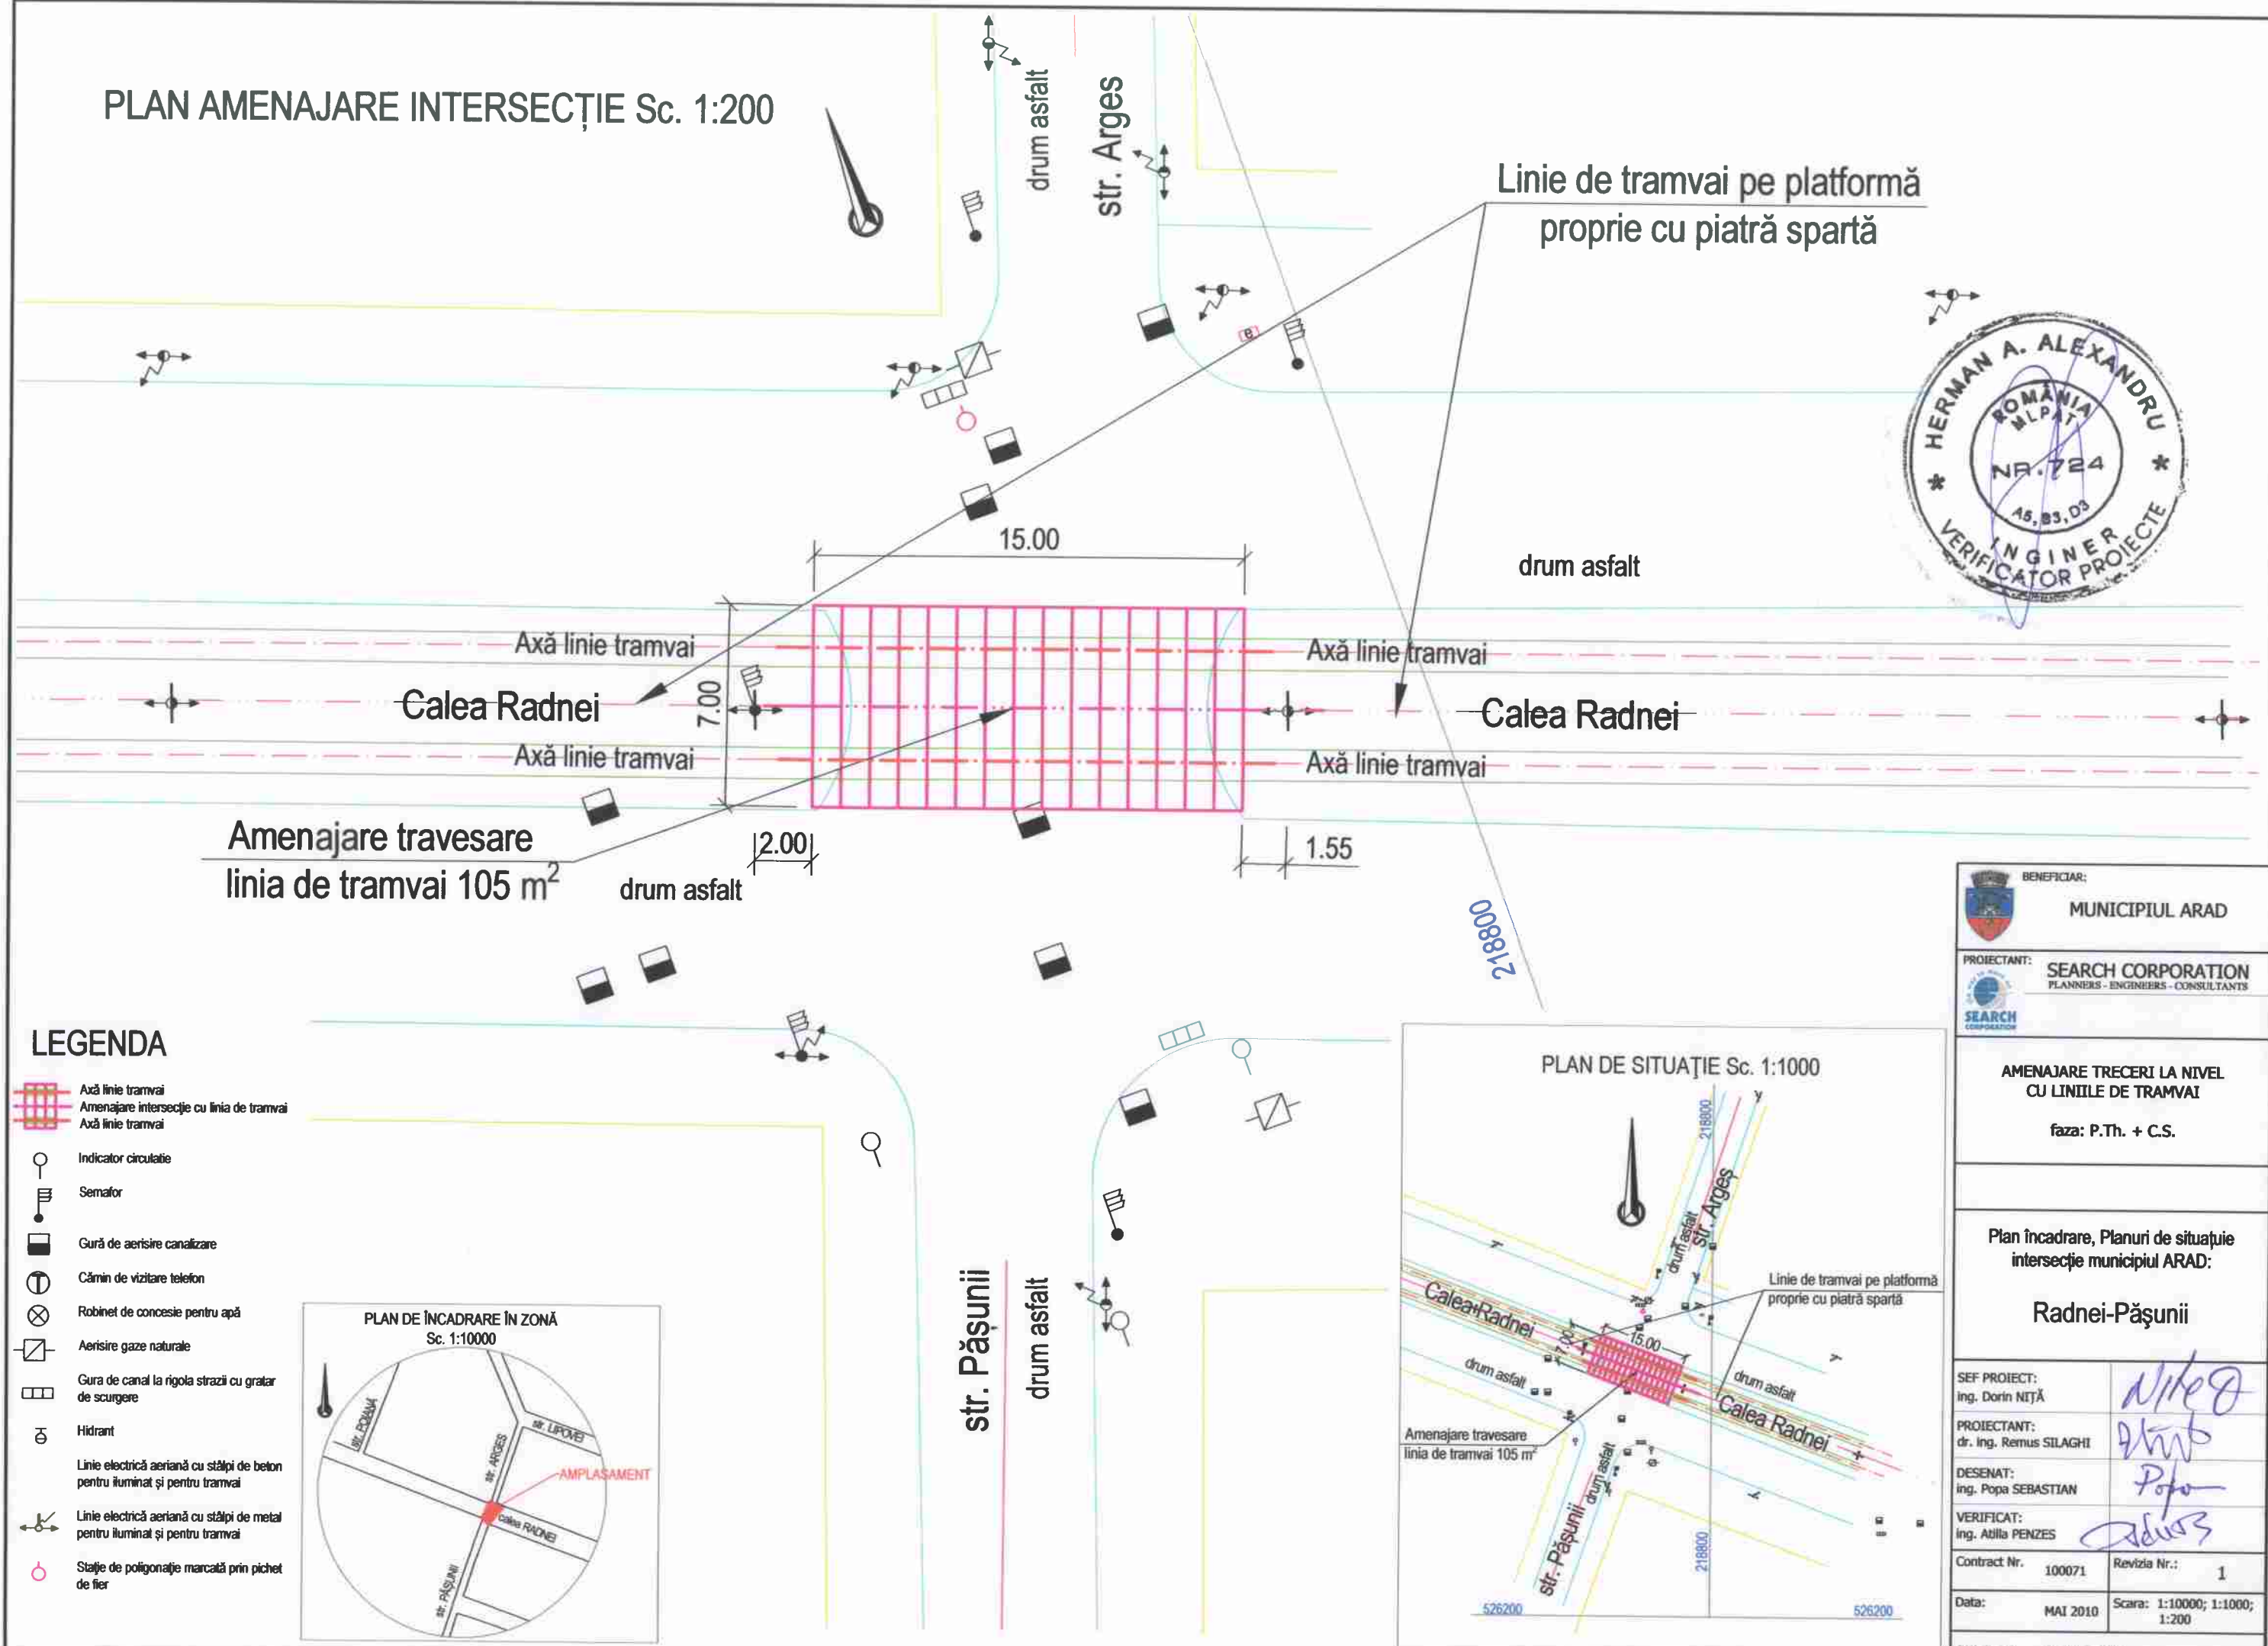 PLAN AMENAJARE INTERSECȚIE Sc. 1:200
drum asfalt
str. Arges
Linie de tramvai pe platformă
proprie cu piatră spartă
HERMAN A. ALEXANDRU
ROMÂNIA
MLPAT
NR.724
A5, B3, D3
INGINER
VERIFICATOR PROIECTE
B
15.00
drum asfalt
Axă linie tramvai
Axă linie tramvai
7.00
Calea Radnei
Calea Radnei
Axă linie tramvai
Axă linie tramvai
Amenajare travesare
linia de tramvai 105 m²
2.00
1.55
drum asfalt
218800
LEGENDA
Axă linie tramvai
Amenajare intersecție cu linia de tramvai
Axă linie tramvai
Indicator circulatie
Semafor
Gură de aerisire canalizare
Cămin de vizitare telefon
Robinet de concesie pentru apă
Aerisire gaze naturale
Gura de canal la rigola strazii cu gratar
de scurgere
Hidrant
Linie electrică aeriană cu stâlpi de beton
pentru iluminat și pentru tramvai
Linie electrică aeriană cu stâlpi de metal
pentru iluminat și pentru tramvai
Stație de poligonație marcată prin pichet
de fier
PLAN DE ÎNCADRARE ÎN ZONĂ
Sc. 1:10000
str. POIANĂ
str. ARGES
str. LIPOVEI
AMPLASAMENT
calea RADNEI
str. PĂȘUNII
str. Pășunii
drum asfalt
PLAN DE SITUAȚIE Sc. 1:1000
218800
str. Argeș
drum asfalt
Linie de tramvai pe platformă
proprie cu piatră spartă
Calea Radnei
7.00
15.00
drum asfalt
drum asfalt
Calea Radnei
Amenajare travesare
linia de tramvai 105 m²
drum asfalt
str. Pășunii
218800
526200
526200
BENEFICIAR:
MUNICIPIUL ARAD
PROIECTANT:
SEARCH CORPORATION
PLANNERS - ENGINEERS - CONSULTANTS
SEARCH
CORPORATION
AMENAJARE TRECERI LA NIVEL
CU LINIILE DE TRAMVAI
faza: P.Th. + C.S.
Plan încadrare, Planuri de situațuie
intersecție municipiul ARAD:
Radnei-Pășunii
SEF PROIECT:
ing. Dorin NIȚĂ
PROIECTANT:
dr. ing. Remus SILAGHI
DESENAT:
ing. Popa SEBASTIAN
VERIFICAT:
ing. Atilla PENZES
Contract Nr. 100071
Revizia Nr.: 1
Data: MAI 2010
Scara: 1:10000; 1:1000;
1:200